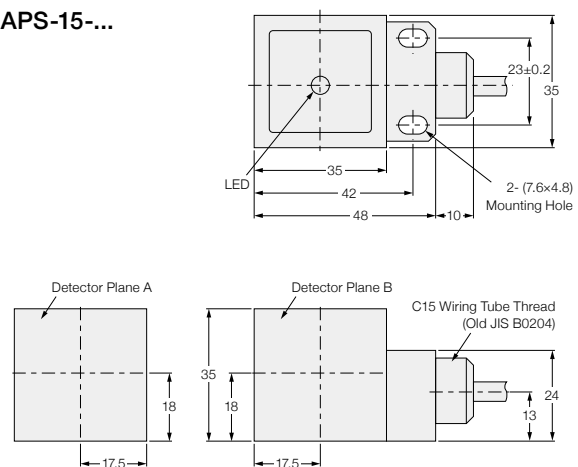 APS-15-...
23±0.2
35
LED
35
42
48
10
2- (7.6×4.8)
Mounting Hole
Detector Plane A
Detector Plane B
C15 Wiring Tube Thread
(Old JIS B0204)
35
18
18
24
13
17.5
17.5